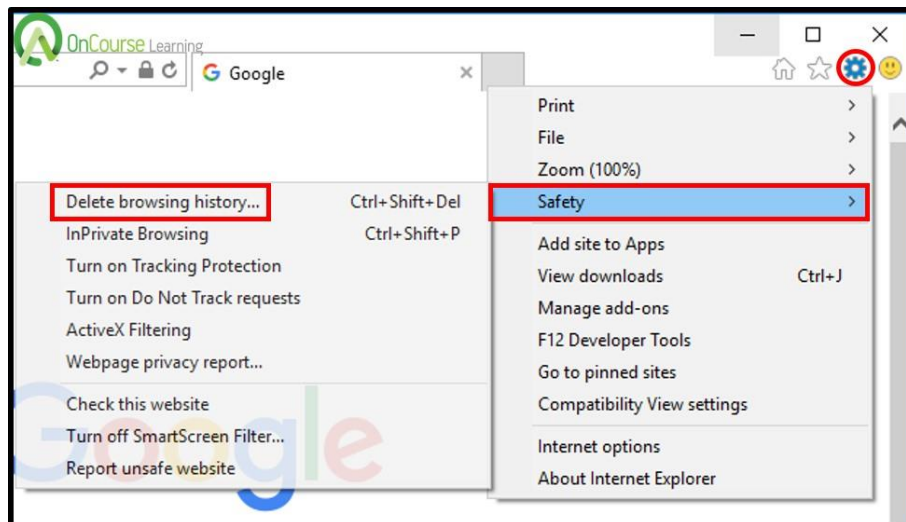 OnCourse Learning
Google
Print
File
Zoom (100%)
Safety
Add site to Apps
View downloads Ctrl+J
Manage add-ons
F12 Developer Tools
Go to pinned sites
Compatibility View settings
Internet options
About Internet Explorer
Delete browsing history... Ctrl+Shift+Del
InPrivate Browsing Ctrl+Shift+P
Turn on Tracking Protection
Turn on Do Not Track requests
ActiveX Filtering
Webpage privacy report...
Check this website
Turn off SmartScreen Filter...
Report unsafe website
Google